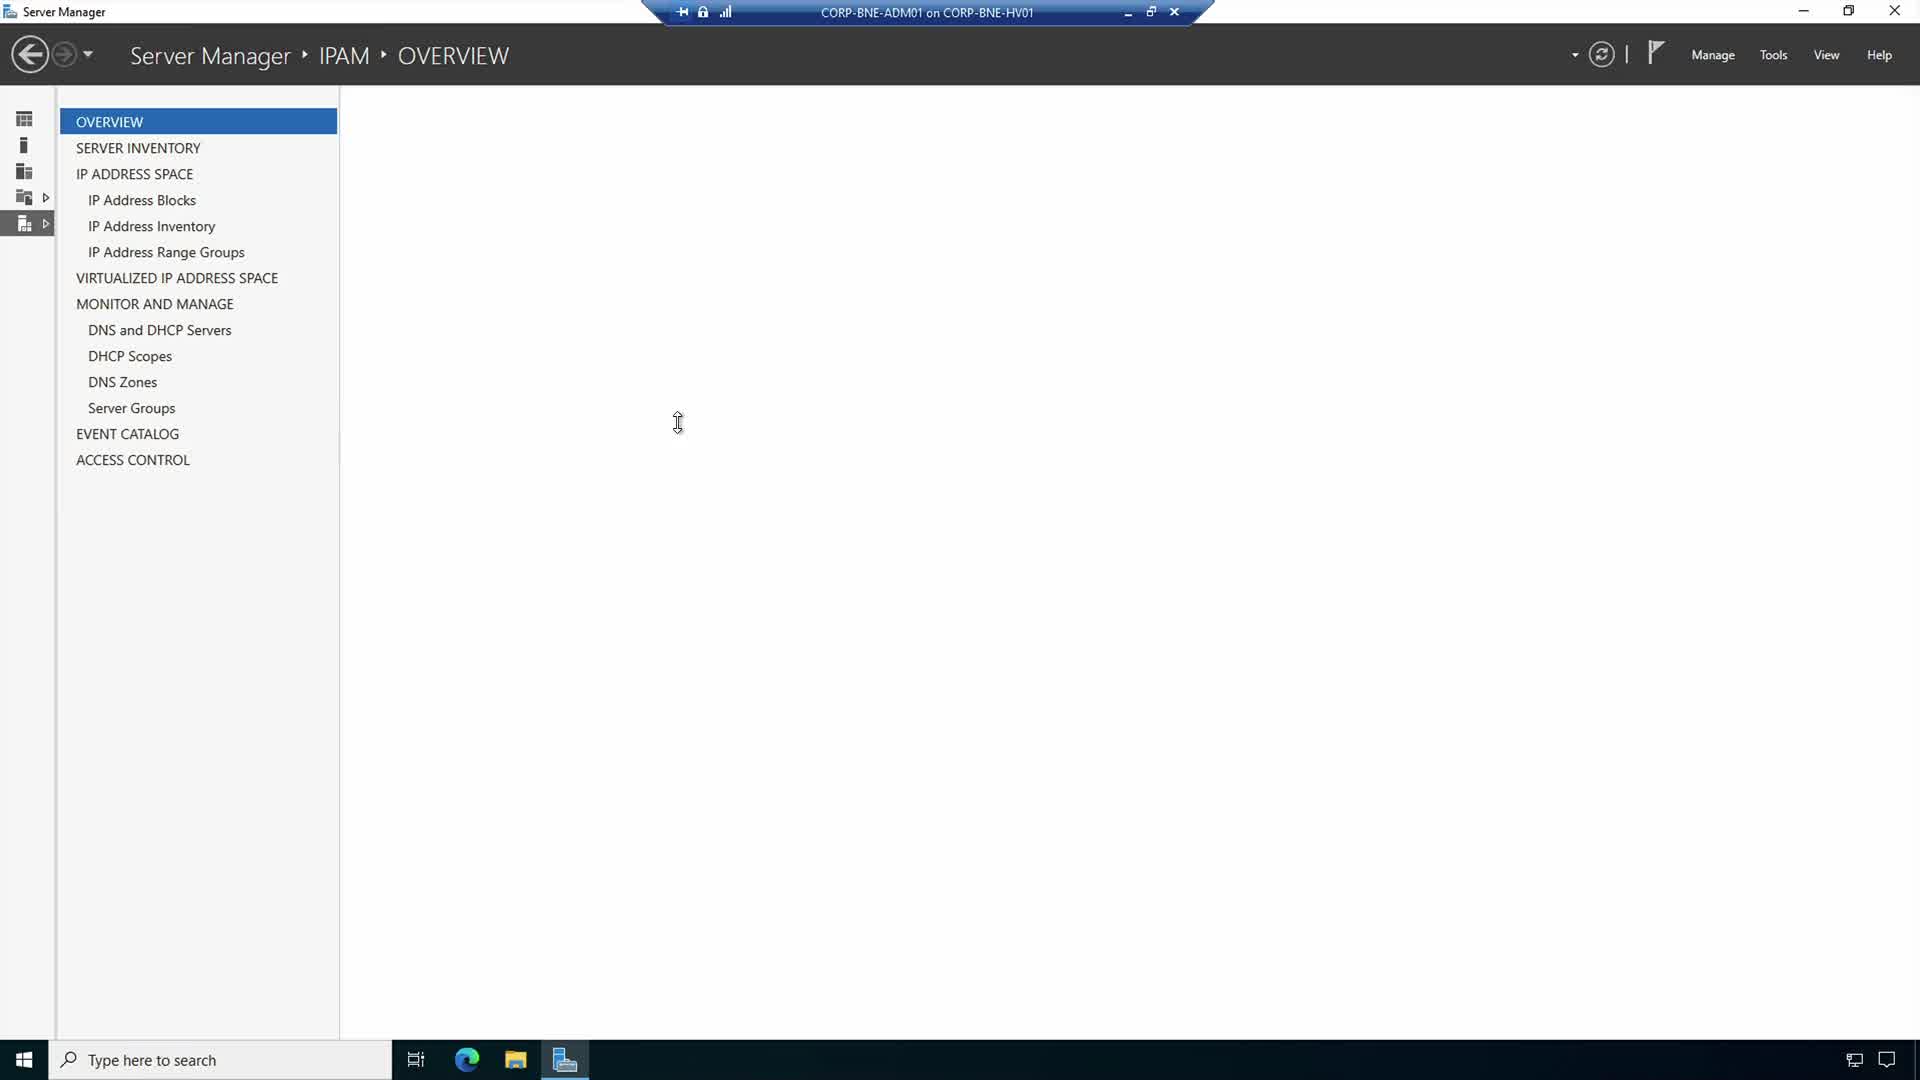 Server Manager
CORP-BNE-ADM01 on CORP-BNE-HV01
Server Manager IPAM OVERVIEW
Manage Tools View Help
OVERVIEW
SERVER INVENTORY
IP ADDRESS SPACE
IP Address Blocks
IP Address Inventory
IP Address Range Groups
VIRTUALIZED IP ADDRESS SPACE
MONITOR AND MANAGE
DNS and DHCP Servers
DHCP Scopes
DNS Zones
Server Groups
EVENT CATALOG
ACCESS CONTROL
Type here to search